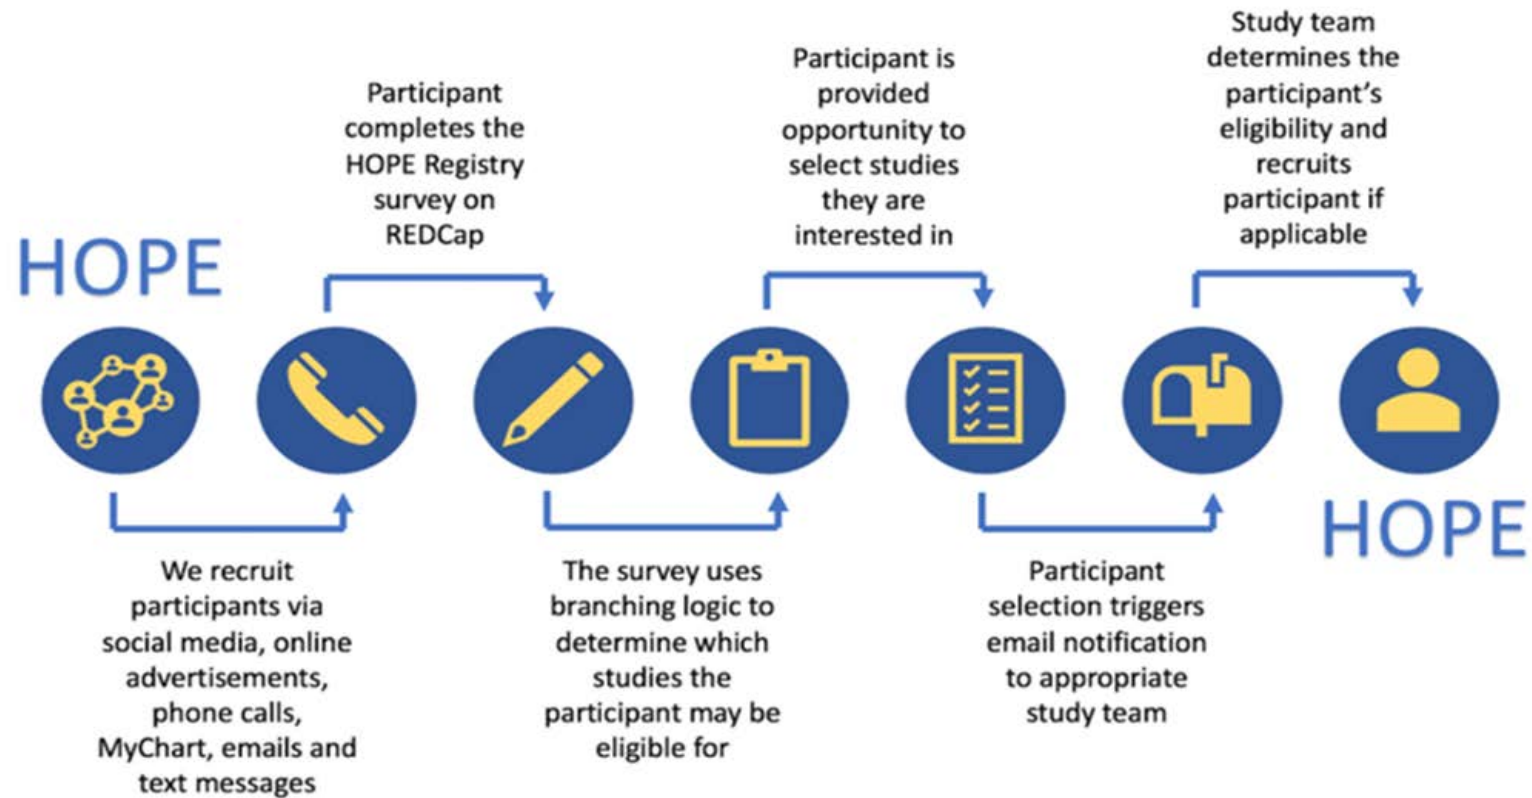 HOPE
We recruit
participants via
social media, online
advertisements,
phone calls,
MyChart, emails and
text messages
Participant
completes the
HOPE Registry
survey on
REDCap
The survey uses
branching logic to
determine which
studies the
participant may be
eligible for
Participant is
provided
opportunity to
select studies
they are
interested in
Participant
selection triggers
email notification
to appropriate
study team
Study team
determines the
participant’s
eligibility and
recruits
participant if
applicable
HOPE